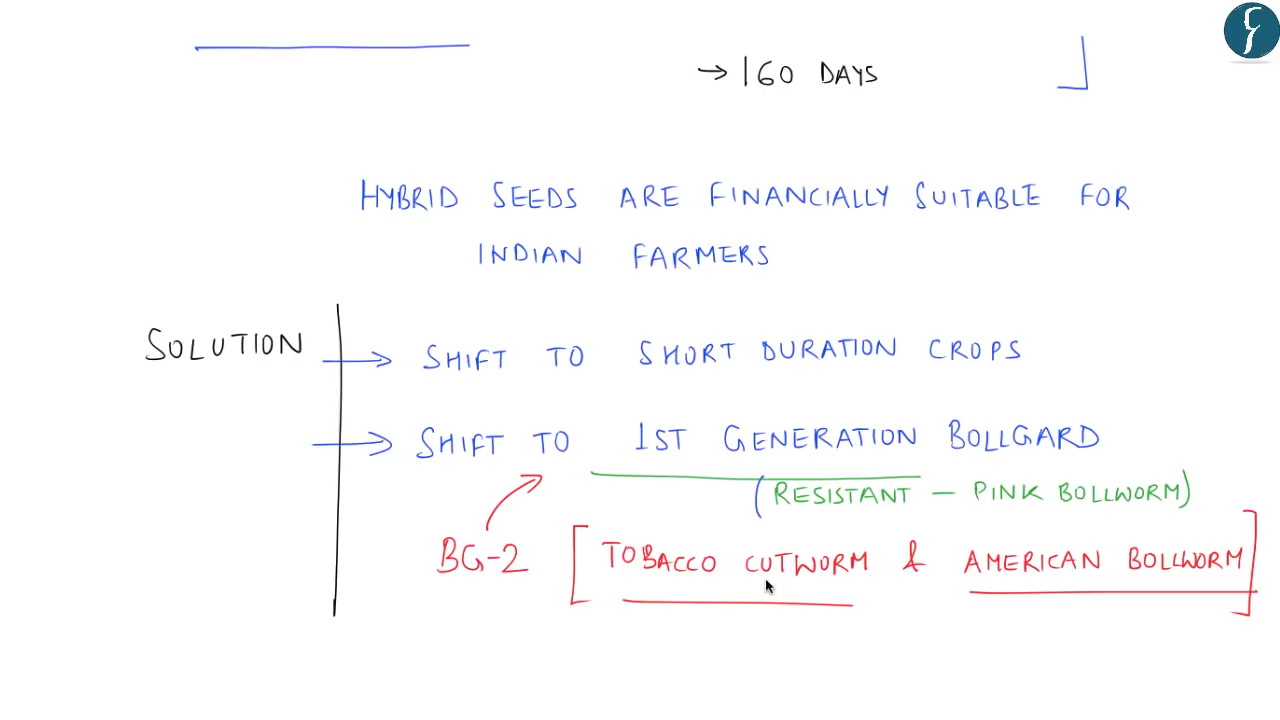 → 160 DAYS
HYBRID SEEDS ARE FINANCIALLY SUITABLE FOR
INDIAN FARMERS
SOLUTION
→ SHIFT TO SHORT DURATION CROPS
→ SHIFT TO 1ST GENERATION BOLLGARD
(RESISTANT - PINK BOLLWORM)
BG-2 [TOBACCO CUTWORM & AMERICAN BOLLWORM]